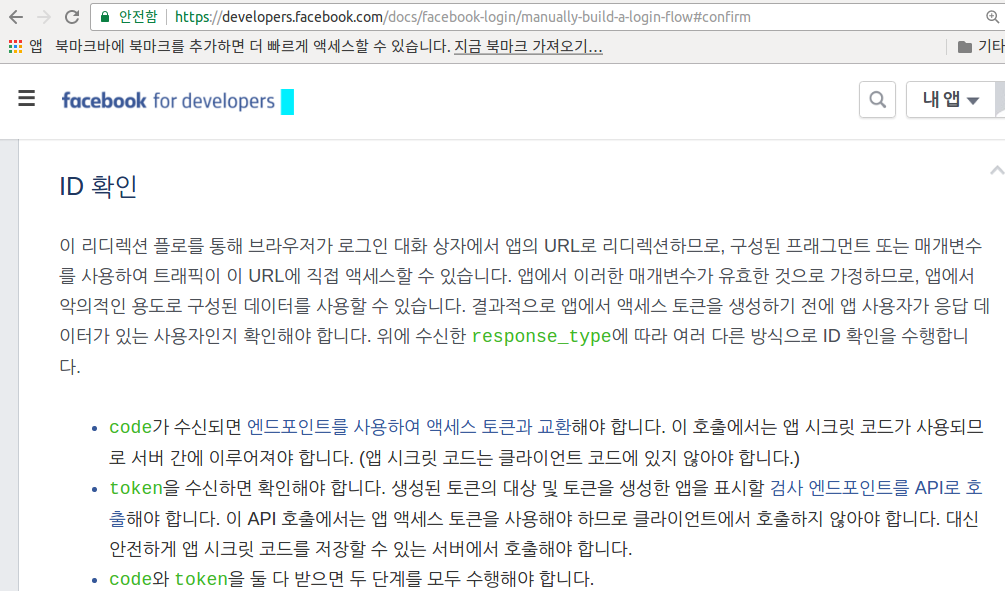 안전함 https://developers.facebook.com/docs/facebook-login/manually-build-a-login-flow#confirm
앱 북마크바에 북마크를 추가하면 더 빠르게 액세스할 수 있습니다. 지금 북마크 가져오기... 기타
facebook for developers 내 앱
ID 확인
이 리디렉션 플로를 통해 브라우저가 로그인 대화 상자에서 앱의 URL로 리디렉션하므로, 구성된 프래그먼트 또는 매개변수
를 사용하여 트래픽이 이 URL에 직접 액세스할 수 있습니다. 앱에서 이러한 매개변수가 유효한 것으로 가정하므로, 앱에서
악의적인 용도로 구성된 데이터를 사용할 수 있습니다. 결과적으로 앱에서 액세스 토큰을 생성하기 전에 앱 사용자가 응답 데
이터가 있는 사용자인지 확인해야 합니다. 위에 수신한 response_type에 따라 여러 다른 방식으로 ID 확인을 수행합니
다.
• code가 수신되면 엔드포인트를 사용하여 액세스 토큰과 교환해야 합니다. 이 호출에서는 앱 시크릿 코드가 사용되므
로 서버 간에 이루어져야 합니다. (앱 시크릿 코드는 클라이언트 코드에 있지 않아야 합니다.)
• token을 수신하면 확인해야 합니다. 생성된 토큰의 대상 및 토큰을 생성한 앱을 표시할 검사 엔드포인트를 API로 호
출해야 합니다. 이 API 호출에서는 앱 액세스 토큰을 사용해야 하므로 클라이언트에서 호출하지 않아야 합니다. 대신
안전하게 앱 시크릿 코드를 저장할 수 있는 서버에서 호출해야 합니다.
• code와 token을 둘 다 받으면 두 단계를 모두 수행해야 합니다.